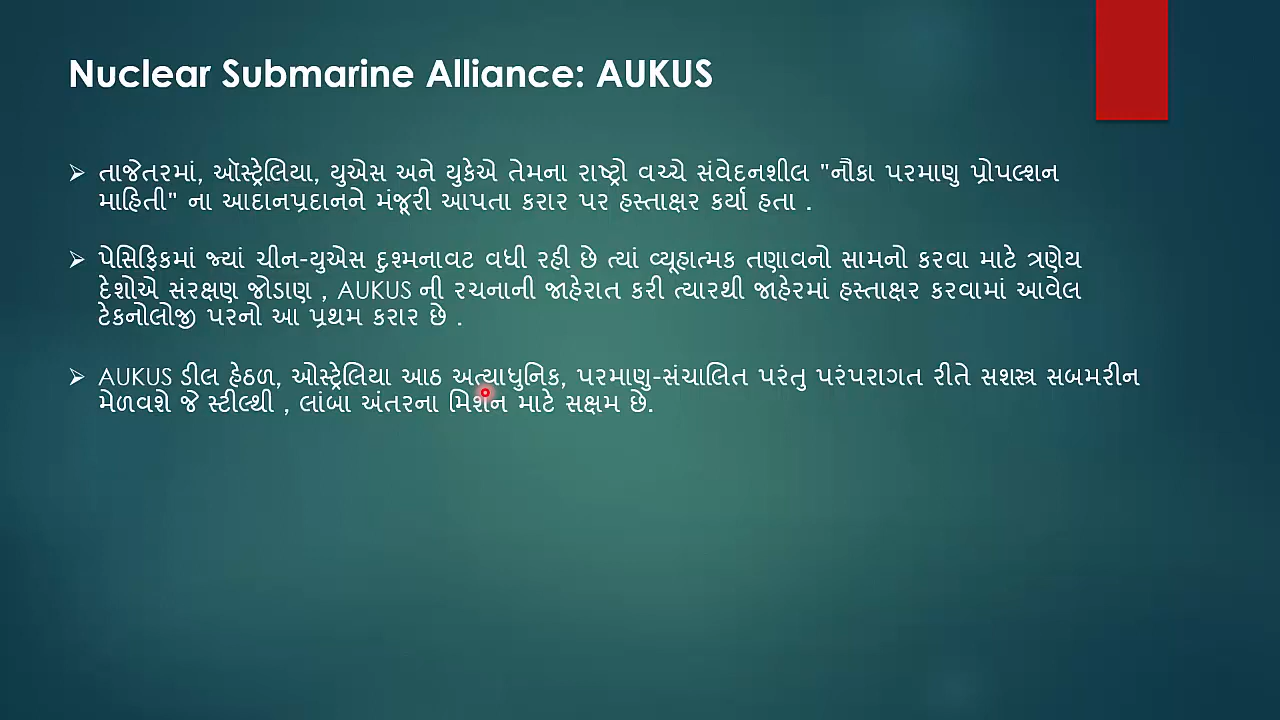 Nuclear Submarine Alliance: AUKUS
➢ તાજેતરમાં, ઑસ્ટ્રેલિયા, યુએસ અને યુકેએ તેમના રાષ્ટ્રો વચ્ચે સંવેદનશીલ "નૌકા પરમાણુ પ્રોપલ્શન
માહિતી" ના આદાનપ્રદાનને મંજૂરી આપતા કરાર પર હસ્તાક્ષર કર્યા હતા .
➢ પેસિફિકમાં જ્યાં ચીન-યુએસ દુશ્મનાવટ વધી રહી છે ત્યાં વ્યૂહાત્મક તણાવનો સામનો કરવા માટે ત્રણેય
દેશોએ સંરક્ષણ જોડાણ , AUKUS ની રચનાની જાહેરાત કરી ત્યારથી જાહેરમાં હસ્તાક્ષર કરવામાં આવેલ
ટેકનોલોજી પરનો આ પ્રથમ કરાર છે .
➢ AUKUS ડીલ હેઠળ, ઓસ્ટ્રેલિયા આઠ અત્યાધુનિક, પરમાણુ-સંચાલિત પરંતુ પરંપરાગત રીતે સશસ્ત્ર સબમરીન
મેળવશે જે સ્ટીલ્થી , લાંબા અંતરના મિશન માટે સક્ષમ છે.